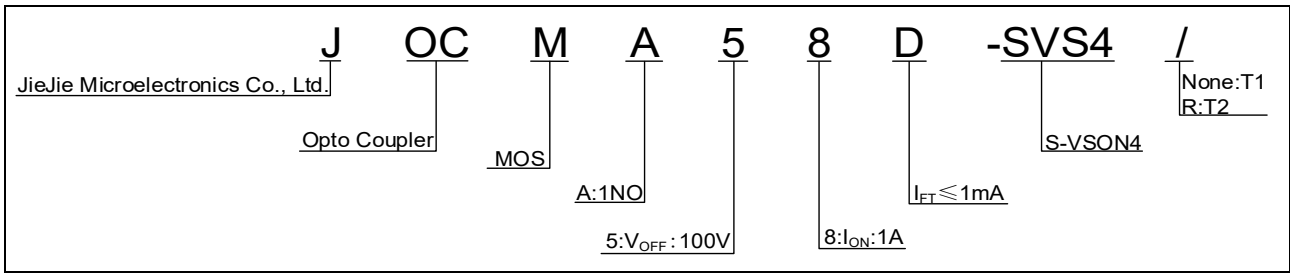 J OC M A 5 8 D -SVS4 /
JieJie Microelectronics Co., Ltd.
None:T1
R:T2
Opto Coupler
S-VSON4
MOS
A:1NO
IFT≤1mA
5:VOFF:100V
8:ION:1A